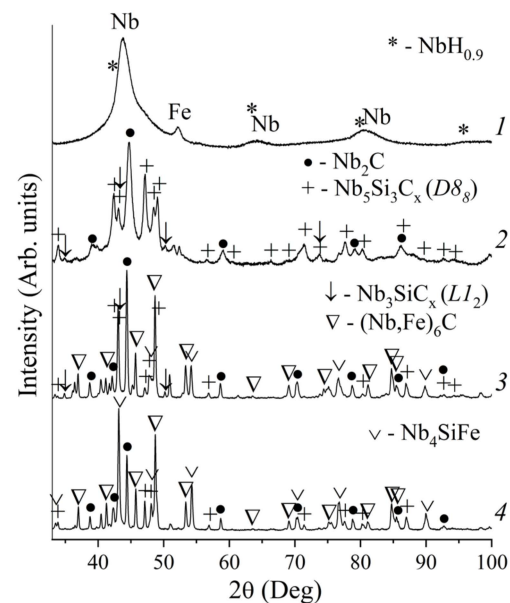 Nb
* - NbH0.9
*
Fe
*
Nb
*
Nb
*
1
● - Nb2C
+ - Nb5Si3Cx (D88)
2
↓ - Nb3SiCx (L12)
▽ - (Nb,Fe)6C
3
∨ - Nb4SiFe
4
Intensity (Arb. units)
40 50 60 70 80 90 100
2θ (Deg)